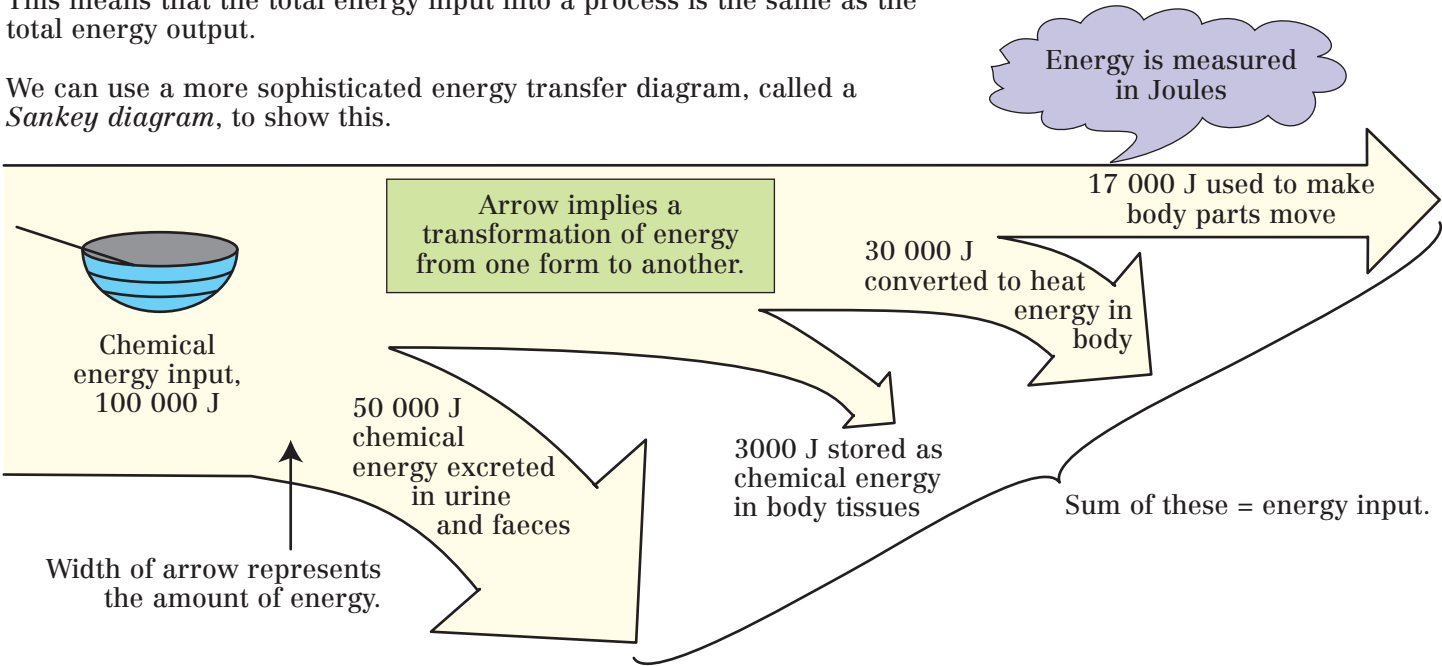 This means that the total energy input into a process is the same as the
total energy output.
We can use a more sophisticated energy transfer diagram, called a
Sankey diagram, to show this.
Energy is measured
in Joules
17 000 J used to make
body parts move
Arrow implies a
transformation of energy
from one form to another.
30 000 J
converted to heat
energy in
body
Chemical
energy input,
100 000 J
50 000 J
chemical
energy excreted
in urine
and faeces
3000 J stored as
chemical energy
in body tissues
Sum of these = energy input.
Width of arrow represents
the amount of energy.